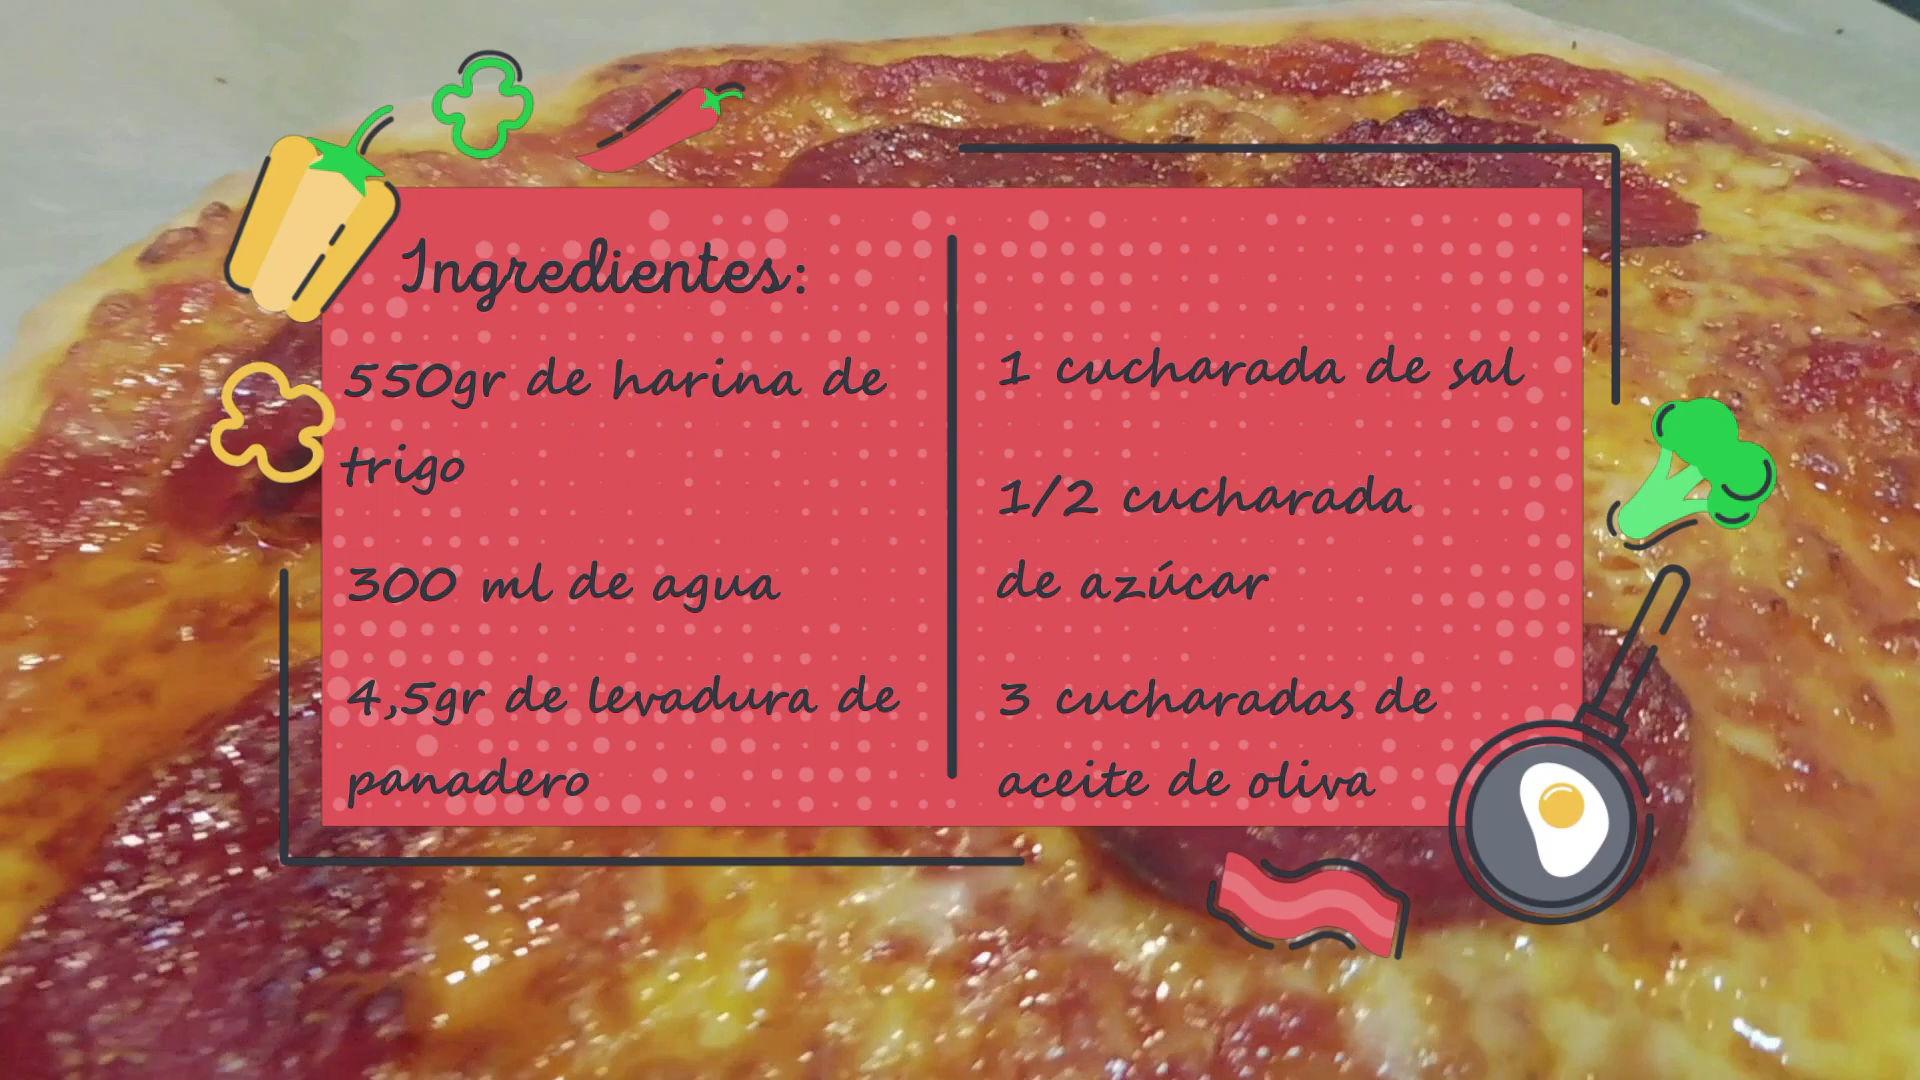 Ingredientes:
550gr de harina de
trigo
300 ml de agua
4,5gr de levadura de
panadero
1 cucharada de sal
1/2 cucharada
de azúcar
3 cucharadas de
aceite de oliva